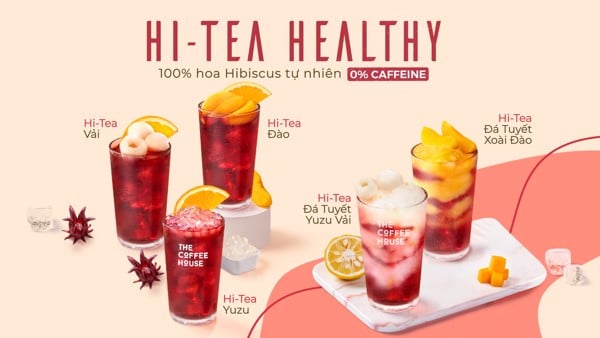 HI-TEA HEALTHY
100% hoa Hibiscus tự nhiên 0% CAFFEINE
Hi-Tea
Vải
Hi-Tea
Đào
Hi-Tea
Đá Tuyết
Xoài Đào
Hi-Tea
Đá Tuyết
Yuzu Vải
THE
COFFEE
HOUSE
THE
COFFEE
HOUSE
Hi-Tea
Yuzu